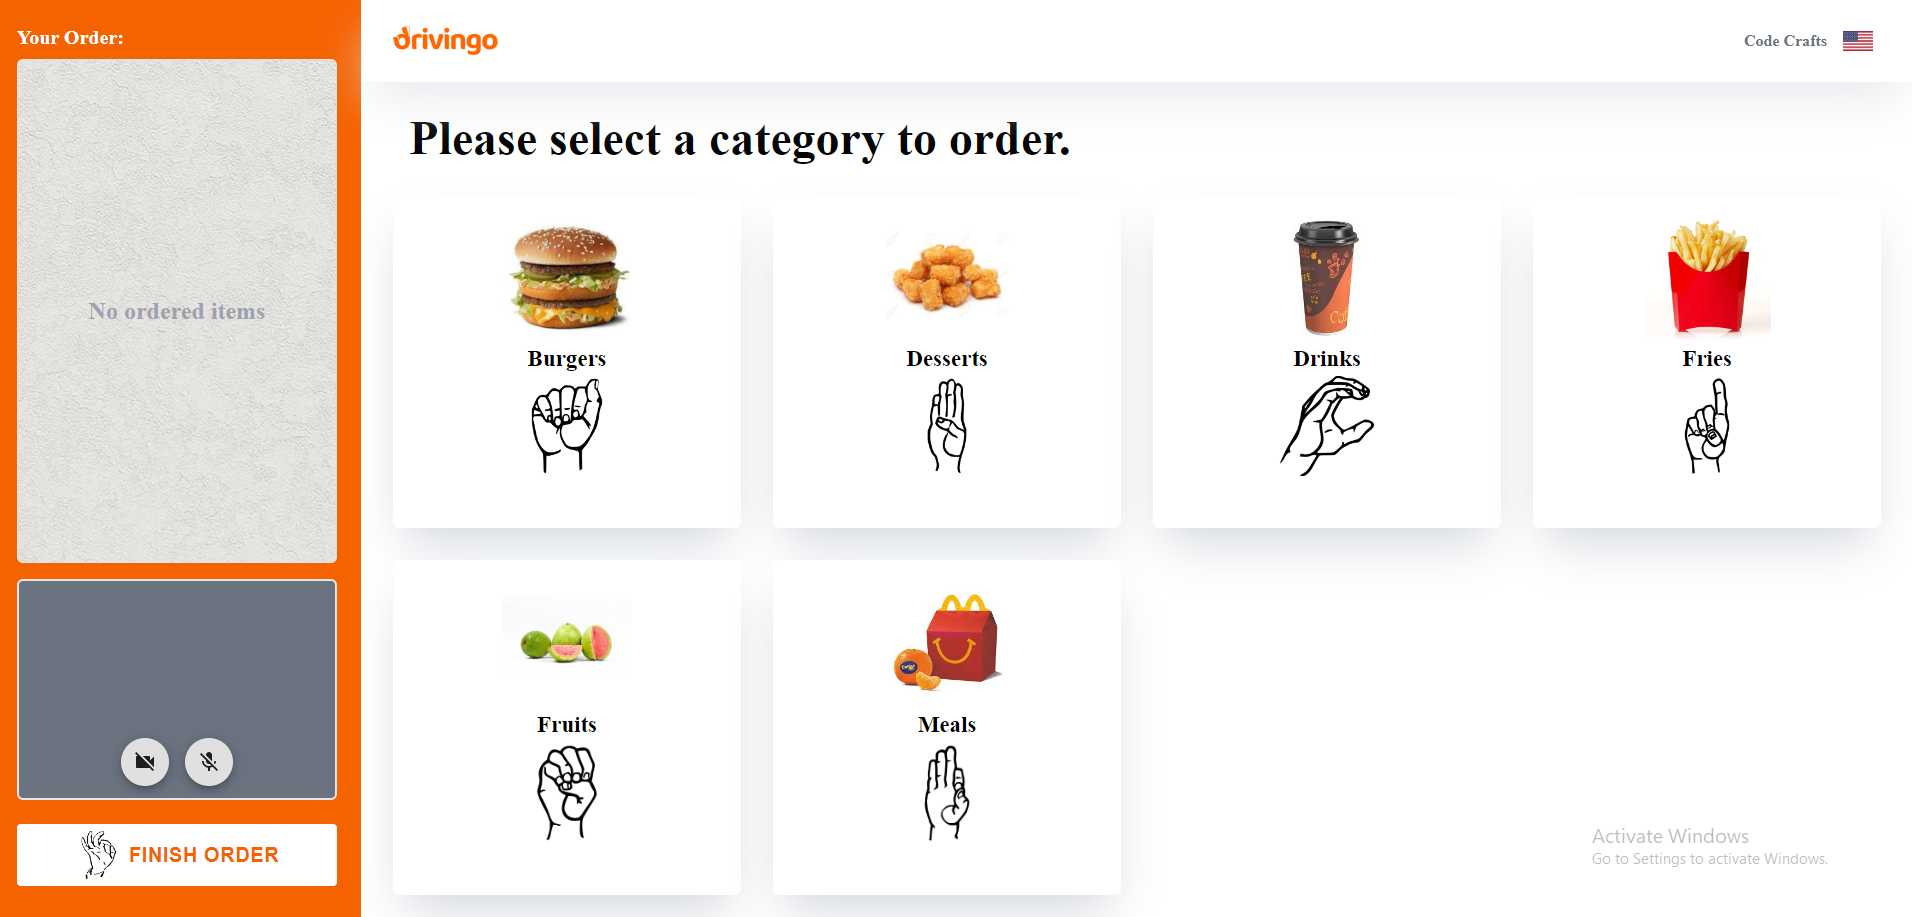 Your Order:
No ordered items
FINISH ORDER
drivingo
Code Crafts
Please select a category to order.
Burgers
Desserts
Drinks
Fries
Fruits
Meals
Activate Windows
Go to Settings to activate Windows.